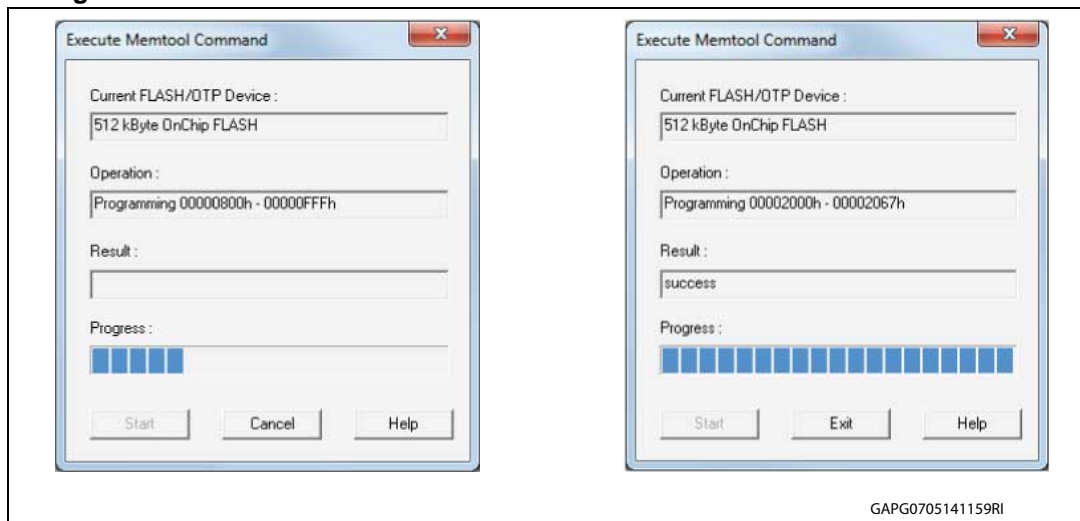 Execute Memtool Command
Current FLASH/OTP Device :
512 kByte OnChip FLASH
Operation :
Programming 00000800h - 00000FFFh
Result :
Progress :
Start Cancel Help
Execute Memtool Command
Current FLASH/OTP Device :
512 kByte OnChip FLASH
Operation :
Programming 00002000h - 00002067h
Result :
success
Progress :
Start Exit Help
GAPG0705141159RI